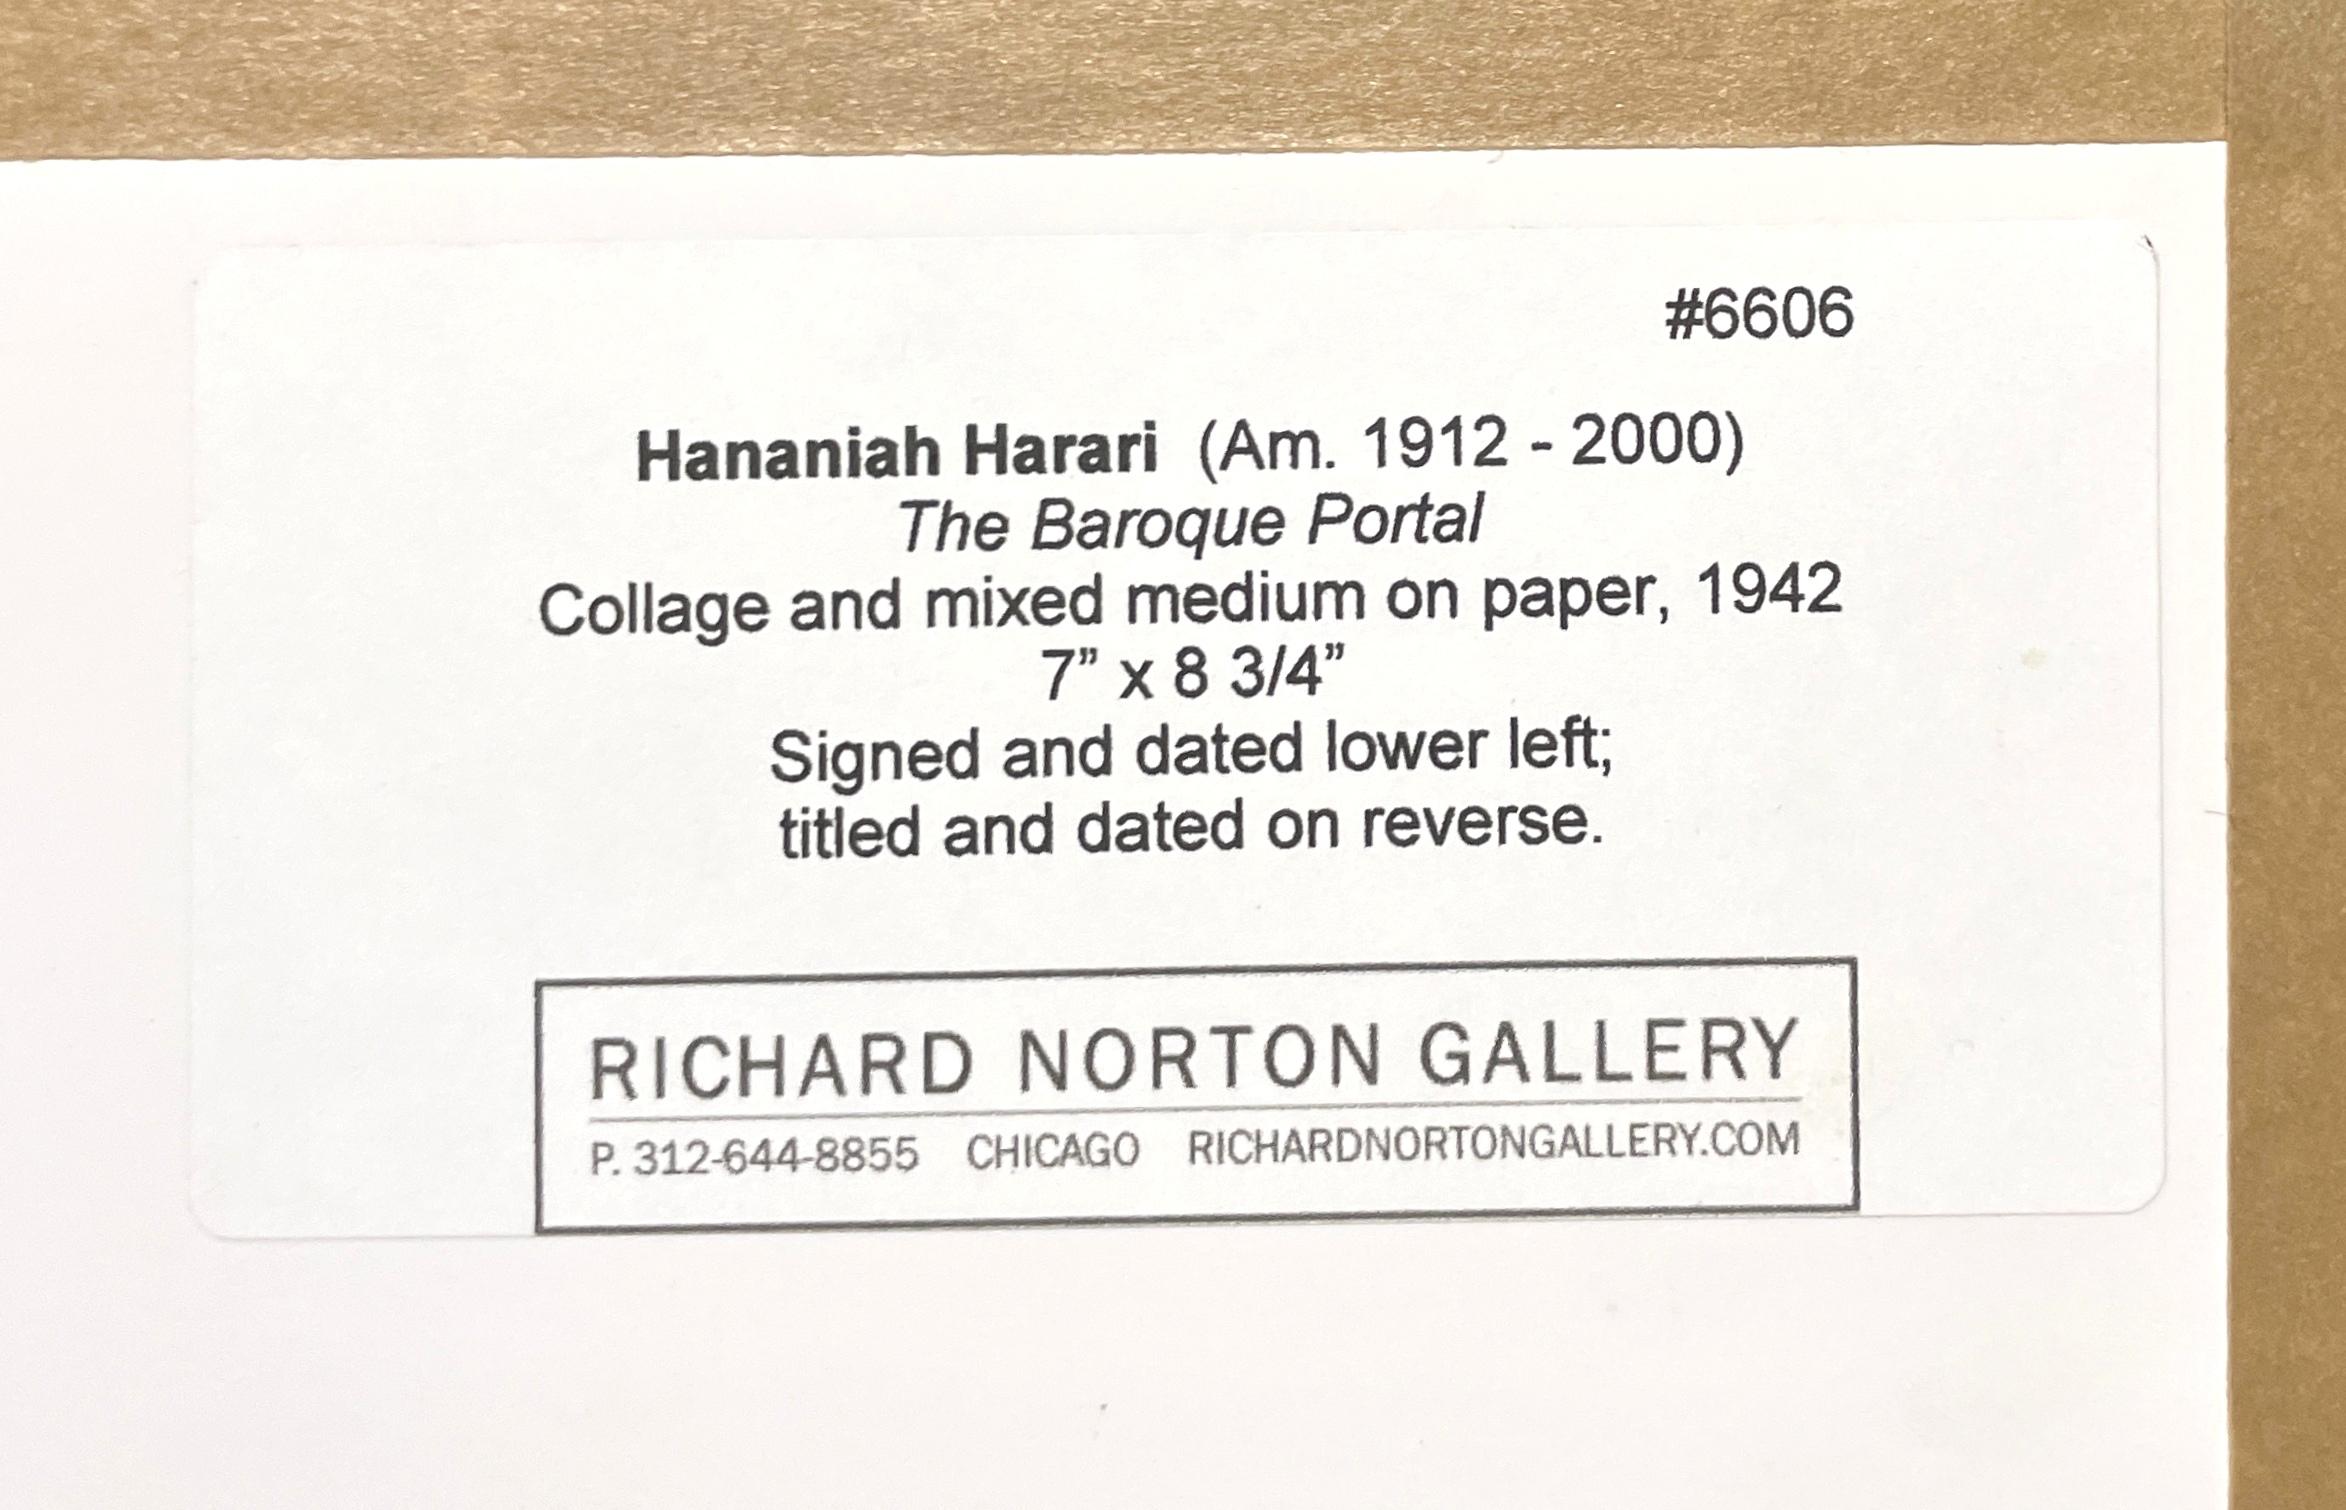 #6606
Hananiah Harari (Am. 1912 - 2000)
The Baroque Portal
Collage and mixed medium on paper, 1942
7” x 8 3/4”
Signed and dated lower left;
titled and dated on reverse.
RICHARD NORTON GALLERY
P. 312-644-8855 CHICAGO RICHARDNORTONGALLERY.COM